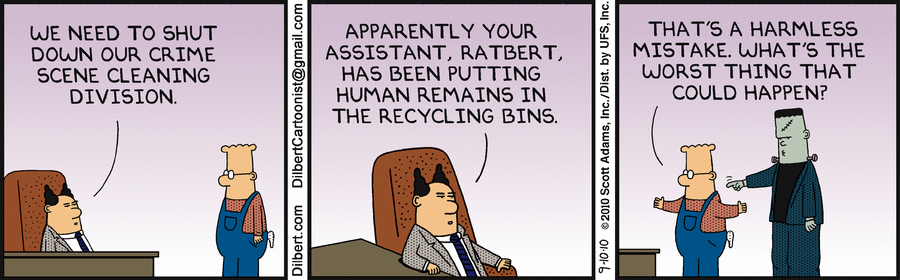 WE NEED TO SHUT
DOWN OUR CRIME
SCENE CLEANING
DIVISION.
Dilbert.com DilbertCartoonist@gmail.com
APPARENTLY YOUR
ASSISTANT, RATBERT,
HAS BEEN PUTTING
HUMAN REMAINS IN
THE RECYCLING BINS.
9-10-10 ©2010 Scott Adams, Inc./Dist. by UFS, Inc.
THAT'S A HARMLESS
MISTAKE. WHAT'S THE
WORST THING THAT
COULD HAPPEN?